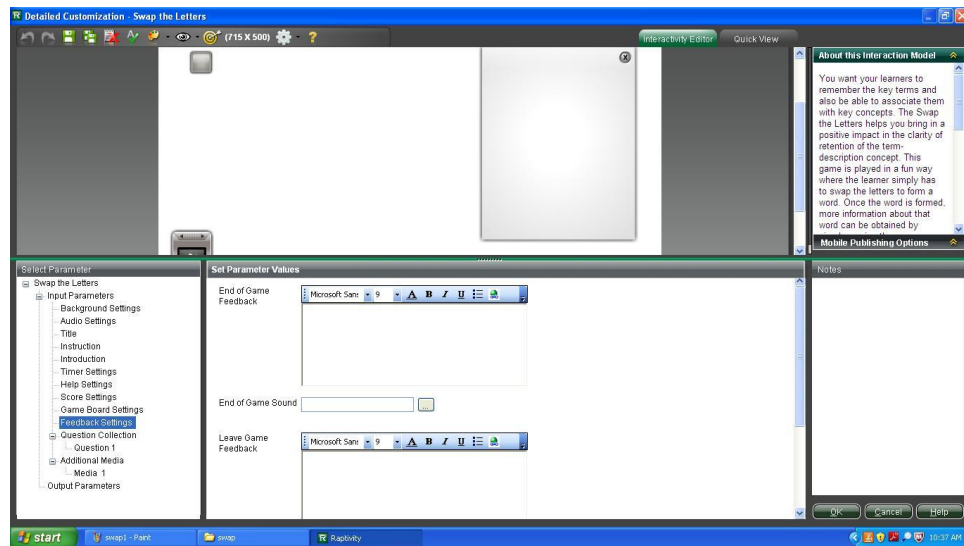 Detailed Customization - Swap the Letters
(715 X 500)
Interactivity Editor
Quick View
About this Interaction Model
You want your learners to
remember the key terms and
also be able to associate them
with key concepts. The Swap
the Letters helps you bring in a
positive impact in the clarity of
retention of the term-
description concept. This
game is played in a fun way
where the learner simply has
to swap the letters to form a
word. Once the word is formed,
more information about that
word can be obtained by
Mobile Publishing Options
Select Parameter
Swap the Letters
Input Parameters
Background Settings
Audio Settings
Title
Instruction
Introduction
Timer Settings
Help Settings
Score Settings
Game Board Settings
Feedback Settings
Question Collection
Question 1
Additional Media
Media 1
Output Parameters
Set Parameter Values
End of Game
Feedback
Microsoft Sans
9
A B I U
End of Game Sound
...
Leave Game
Feedback
Microsoft Sans
9
A B I U
Notes
OK
Cancel
Help
start
swap1 - Paint
swap
Raptivity
10:37 AM